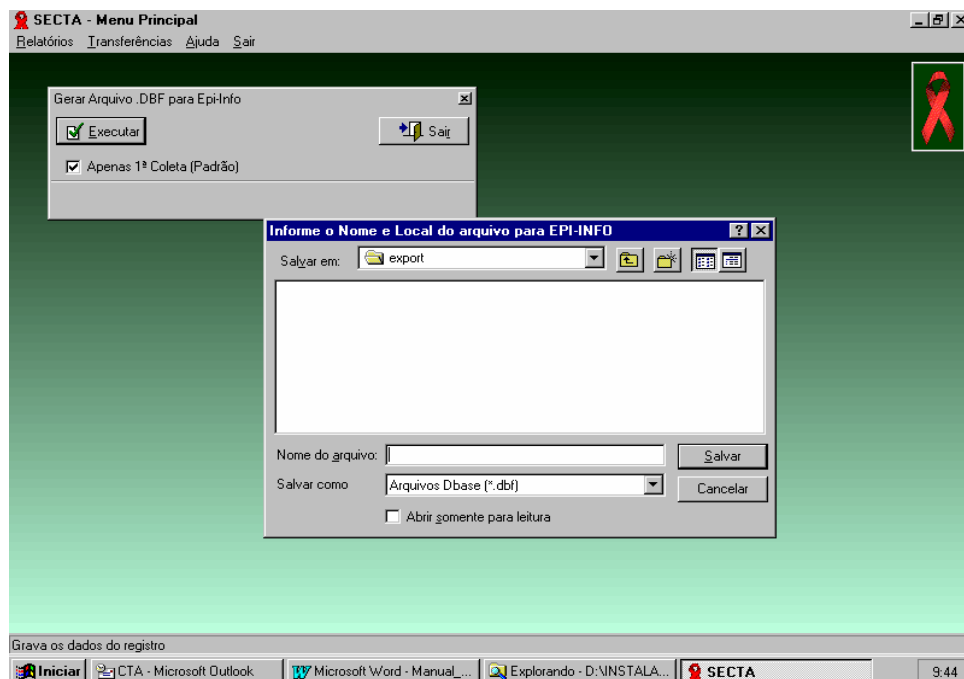 SECTA - Menu Principal
Relatórios Transferências Ajuda Sair
Gerar Arquivo .DBF para Epi-Info
Executar Sair
Apenas 1ª Coleta (Padrão)
Informe o Nome e Local do arquivo para EPI-INFO
Salvar em: export
Nome do arquivo: Salvar
Salvar como Arquivos Dbase (*.dbf) Cancelar
Abrir somente para leitura
Grava os dados do registro
Iniciar CTA - Microsoft Outlook Microsoft Word - Manual_... Explorando - D:\INSTALA... SECTA 9:44